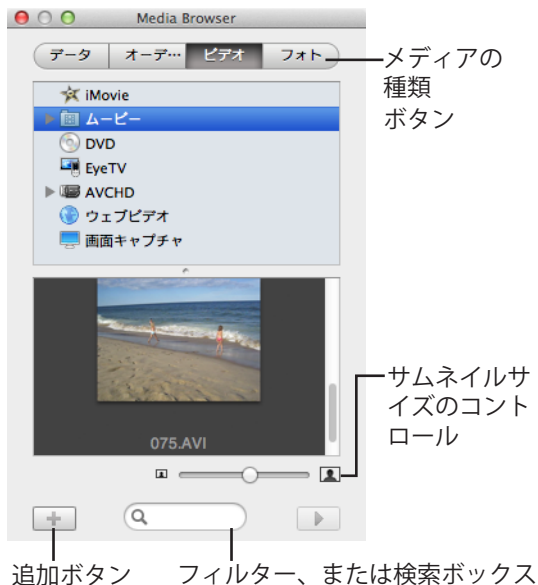 Media Browser
データ オーデ… ビデオ フォト
メディアの
種類
ボタン
iMovie
ムービー
DVD
EyeTV
AVCHD
ウェブビデオ
画面キャプチャ
075.AVI
サムネイルサ
イズのコント
ロール
追加ボタン
フィルター、または検索ボックス